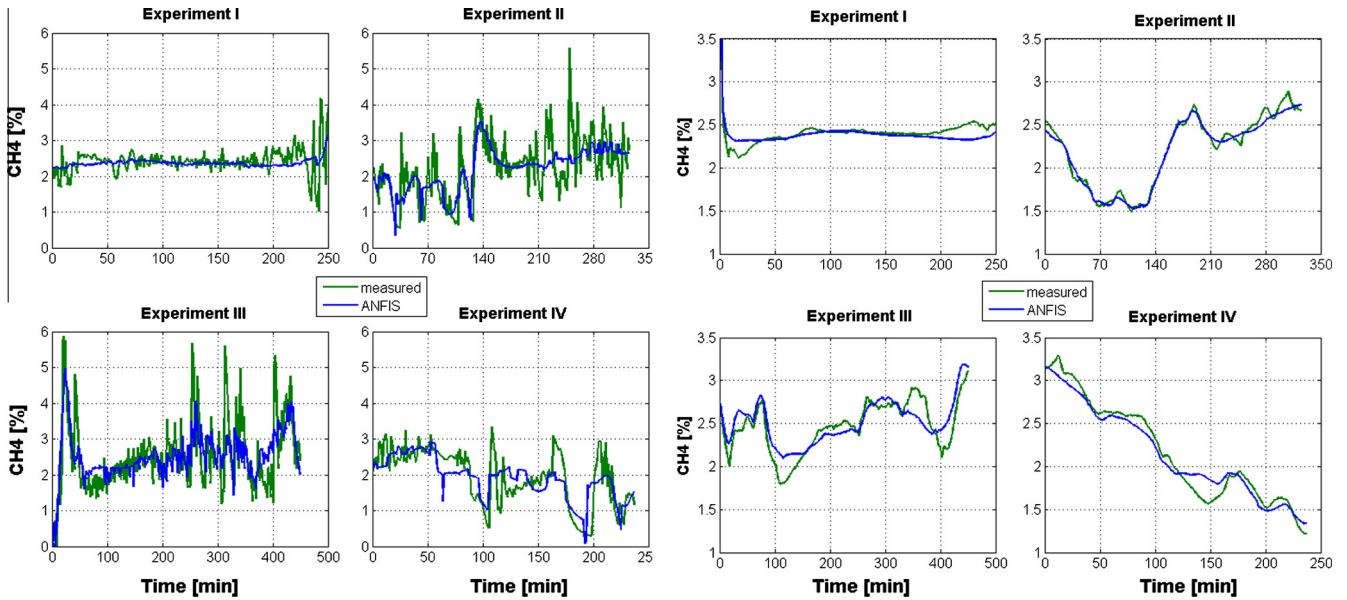 Experiment I
Experiment II
6
5
4
3
2
1
0
CH4 [%]
0 50 100 150 200 250
6
5
4
3
2
1
0
0 70 140 210 280 35
measured
ANFIS
Experiment III
Experiment IV
6
5
4
3
2
1
0
CH4 [%]
0 100 200 300 400 500
Time [min]
6
5
4
3
2
1
0
0 50 100 150 200 25
Time [min]
Experiment I
Experiment II
3.5
3
2.5
2
1.5
1
CH4 [%]
0 50 100 150 200 250
3.5
3
2.5
2
1.5
1
0 70 140 210 280 350
measured
ANFIS
Experiment III
Experiment IV
3.5
3
2.5
2
1.5
1
CH4 [%]
0 100 200 300 400 500
Time [min]
3.5
3
2.5
2
1.5
1
0 50 100 150 200 250
Time [min]